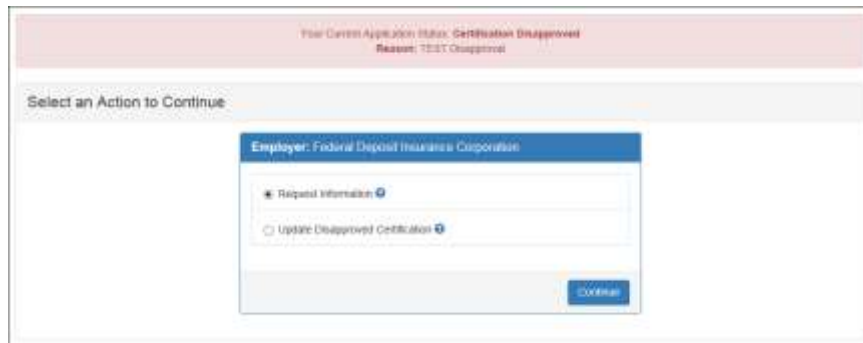 Your Current Application Status: Certification Disapproved
Reason: TEST Disapproval
Select an Action to Continue
Employer: Federal Deposit Insurance Corporation
Request Information
Update Disapproved Certification
Continue